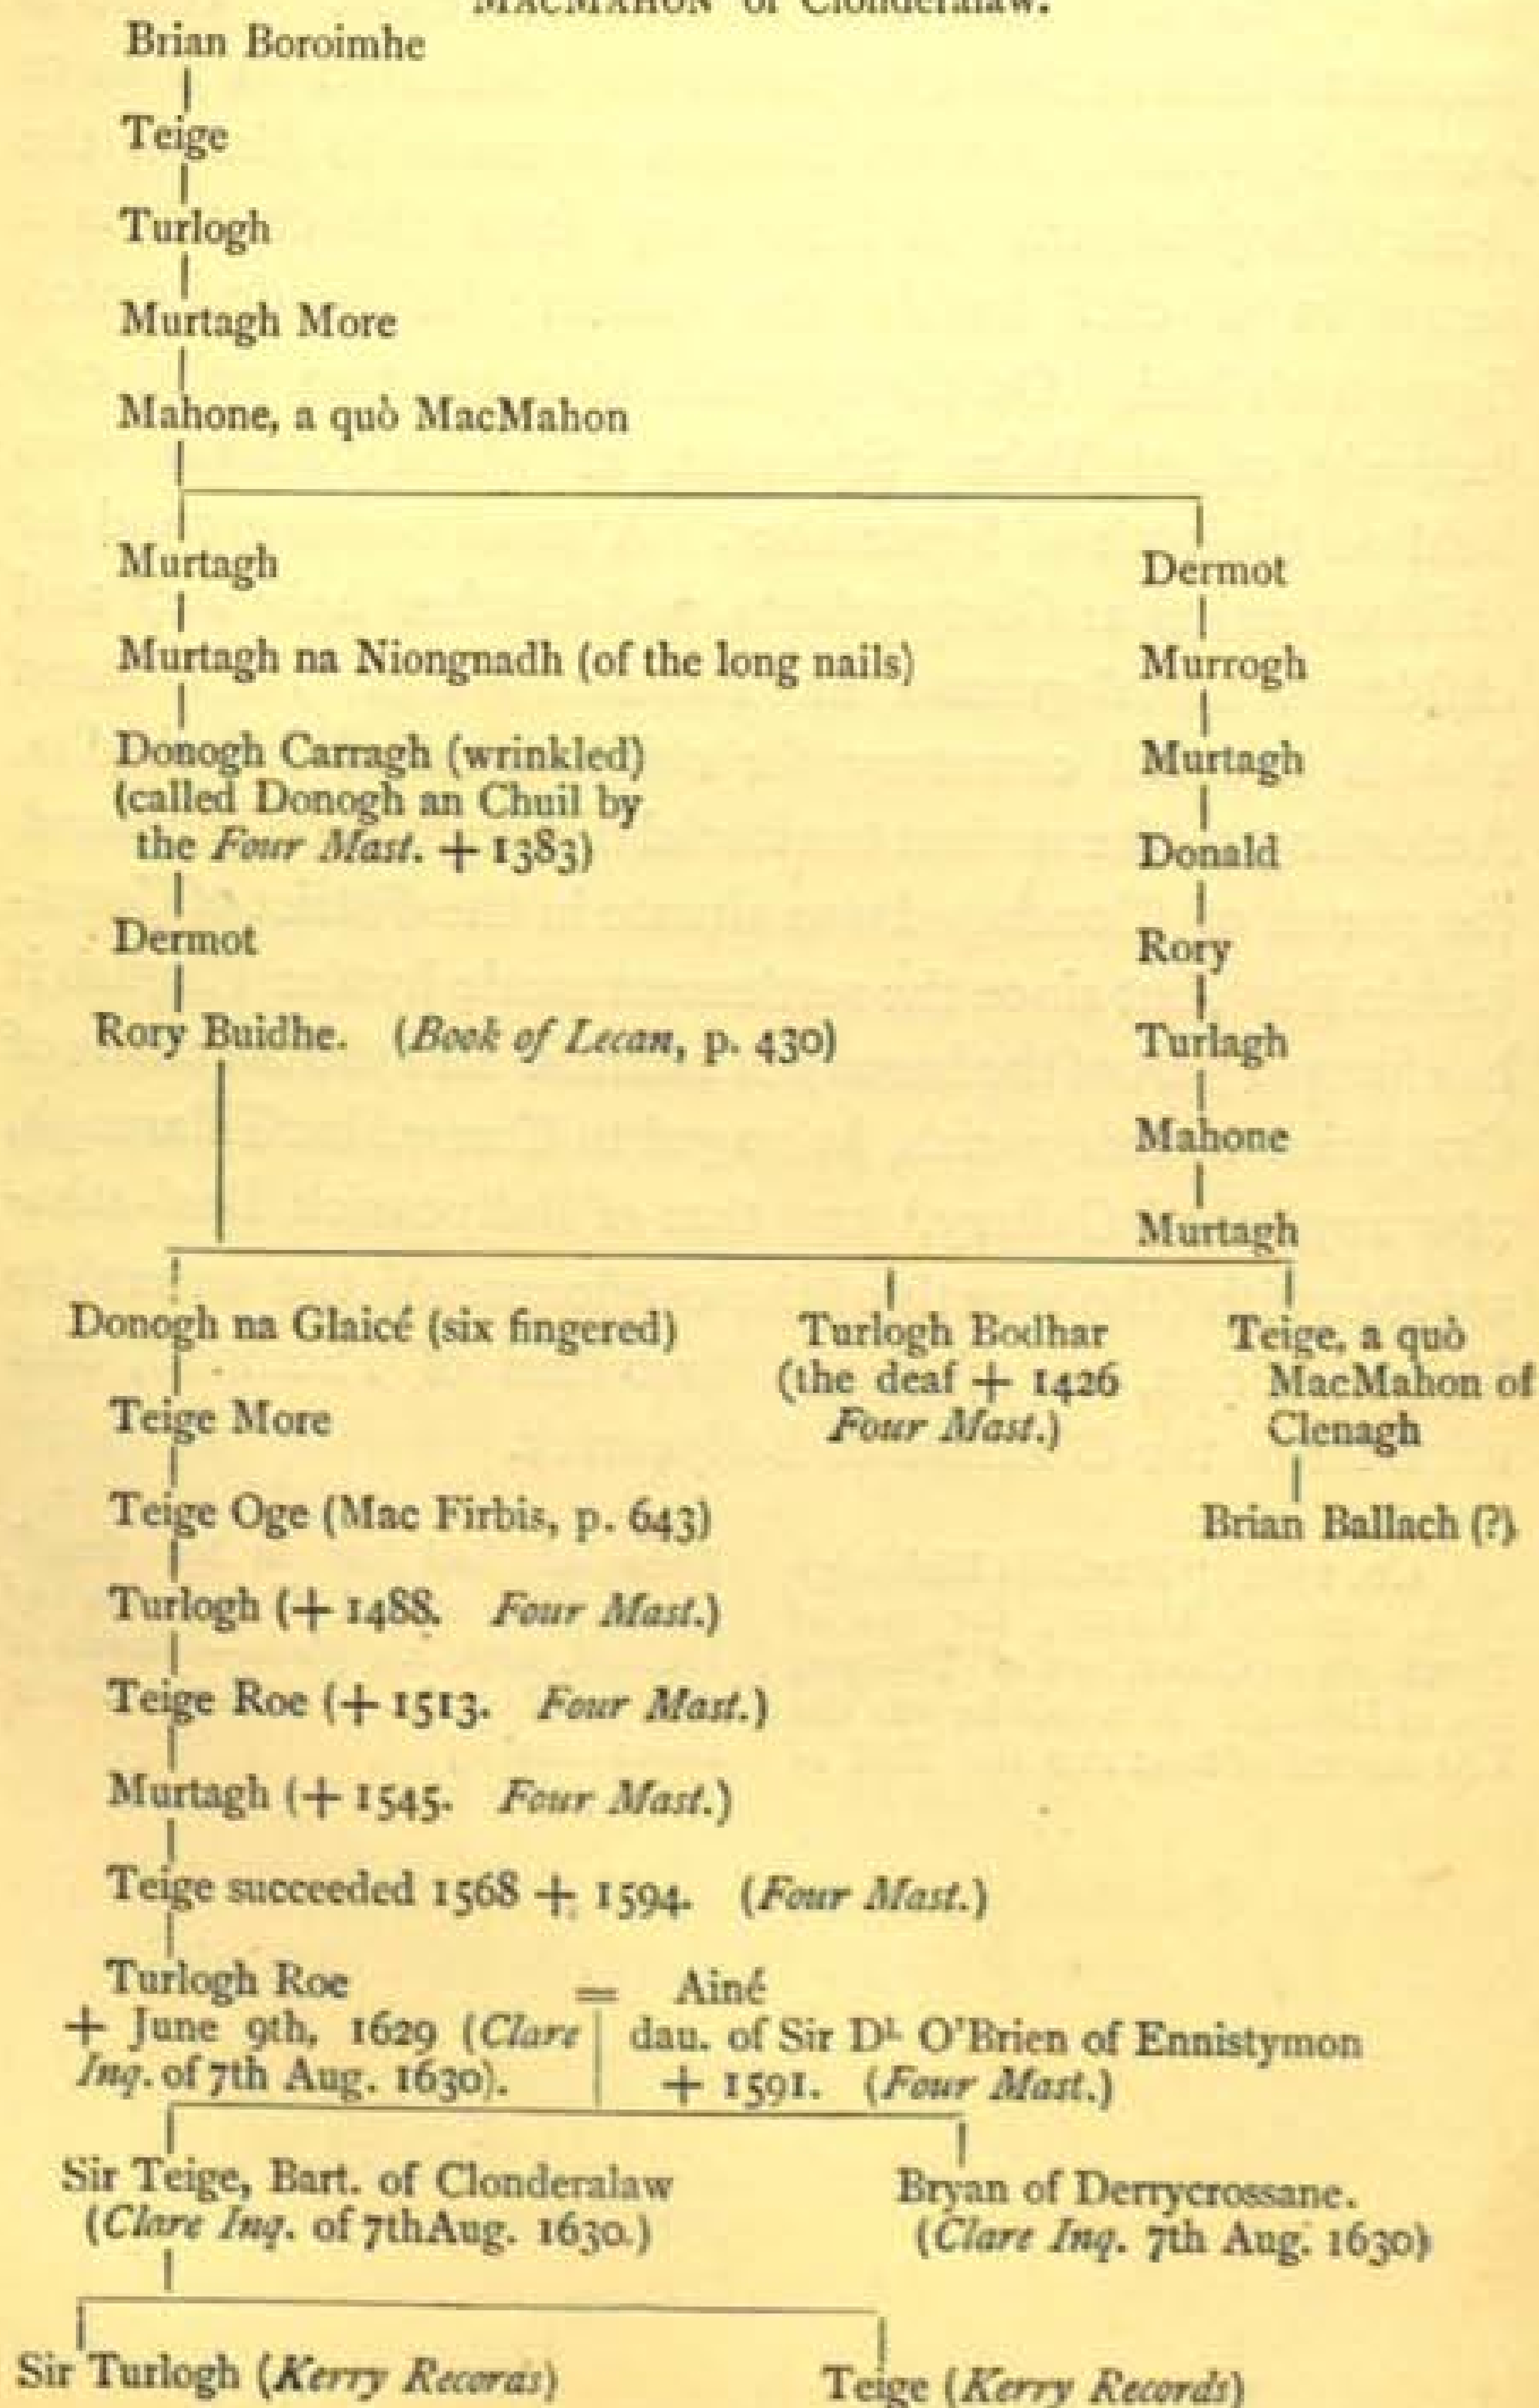 MACMAHON of Clonderalaw.
Brian Boroimhe
Teige
Turlogh
Murtagh More
Mahone, a quò MacMahon
Murtagh
Murtagh na Niongnadh (of the long nails)
Donogh Carragh (wrinkled)
(called Donogh an Chuil by
the Four Mast. + 1383)
Dermot
Rory Buidhe. (Book of Lecan, p. 430)
Dermot
Murrogh
Murtagh
Donald
Rory
Turlagh
Mahone
Murtagh
Donogh na Glaicé (six fingered)
Teige More
Teige Oge (Mac Firbis, p. 643)
Turlogh (+ 1488. Four Mast.)
Teige Roe (+ 1513. Four Mast.)
Murtagh (+ 1545. Four Mast.)
Teige succeeded 1568 + 1594. (Four Mast.)
Turlogh Bodhar
(the deaf + 1426
Four Mast.)
Teige, a quò
MacMahon of
Clenagh
Brian Ballach (?)
Turlogh Roe
+ June 9th, 1629 (Clare
Inq. of 7th Aug. 1630).
=
Ainé
dau. of Sir Dl. O'Brien of Ennistymon
+ 1591. (Four Mast.)
Sir Teige, Bart. of Clonderalaw
(Clare Inq. of 7thAug. 1630.)
Bryan of Derrycrossane.
(Clare Inq. 7th Aug. 1630)
Sir Turlogh (Kerry Records)
Teige (Kerry Records)